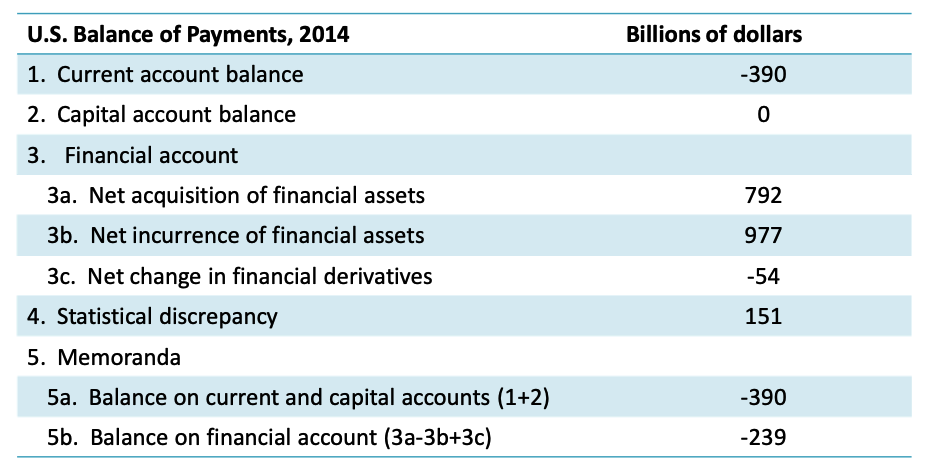 U.S. Balance of Payments, 2014 Billions of dollars
1. Current account balance -390
2. Capital account balance 0
3. Financial account
3a. Net acquisition of financial assets 792
3b. Net incurrence of financial assets 977
3c. Net change in financial derivatives -54
4. Statistical discrepancy 151
5. Memoranda
5a. Balance on current and capital accounts (1+2) -390
5b. Balance on financial account (3a-3b+3c) -239